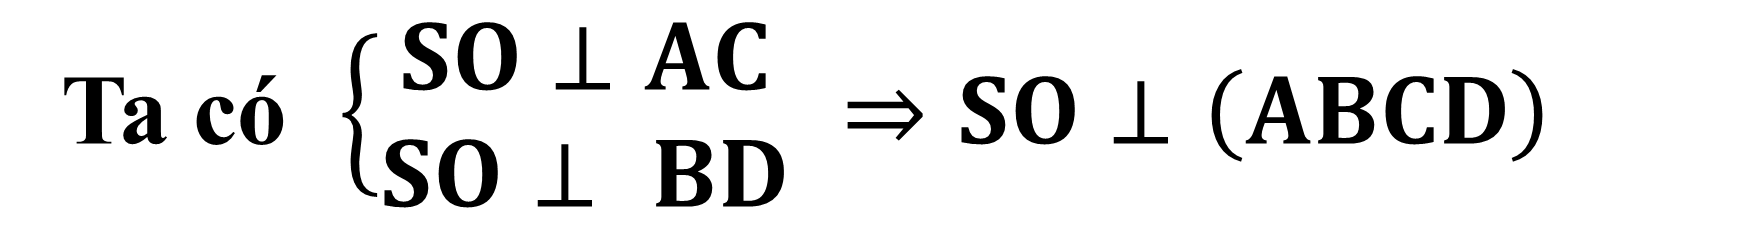 Ta có { SO ⊥ AC
SO ⊥ BD ⇒ SO ⊥ (ABCD)